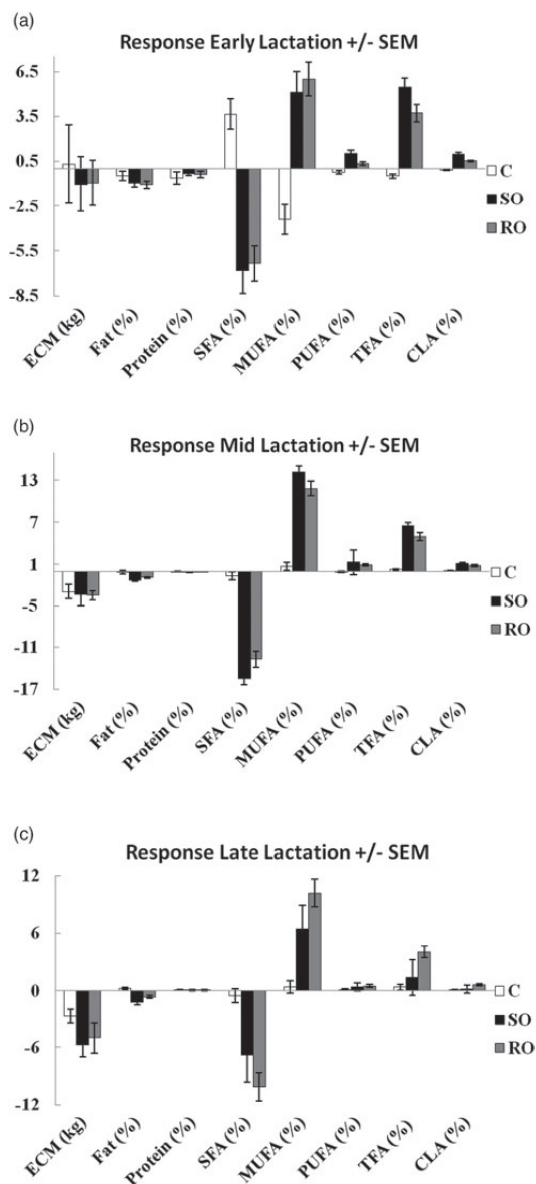 (a)
Response Early Lactation +/- SEM
6.5
3.5
0.5
-2.5
-5.5
-8.5
C
SO
RO
ECM (kg)
Fat (%)
Protein (%)
SFA (%)
MUFA (%)
PUFA (%)
TFA (%)
CLA (%)
(b)
Response Mid Lactation +/- SEM
13
7
1
-5
-11
-17
C
SO
RO
ECM (kg)
Fat (%)
Protein (%)
SFA (%)
MUFA (%)
PUFA (%)
TFA (%)
CLA (%)
(c)
Response Late Lactation +/- SEM
12
6
0
-6
-12
C
SO
RO
ECM (kg)
Fat (%)
Protein (%)
SFA (%)
MUFA (%)
PUFA (%)
TFA (%)
CLA (%)